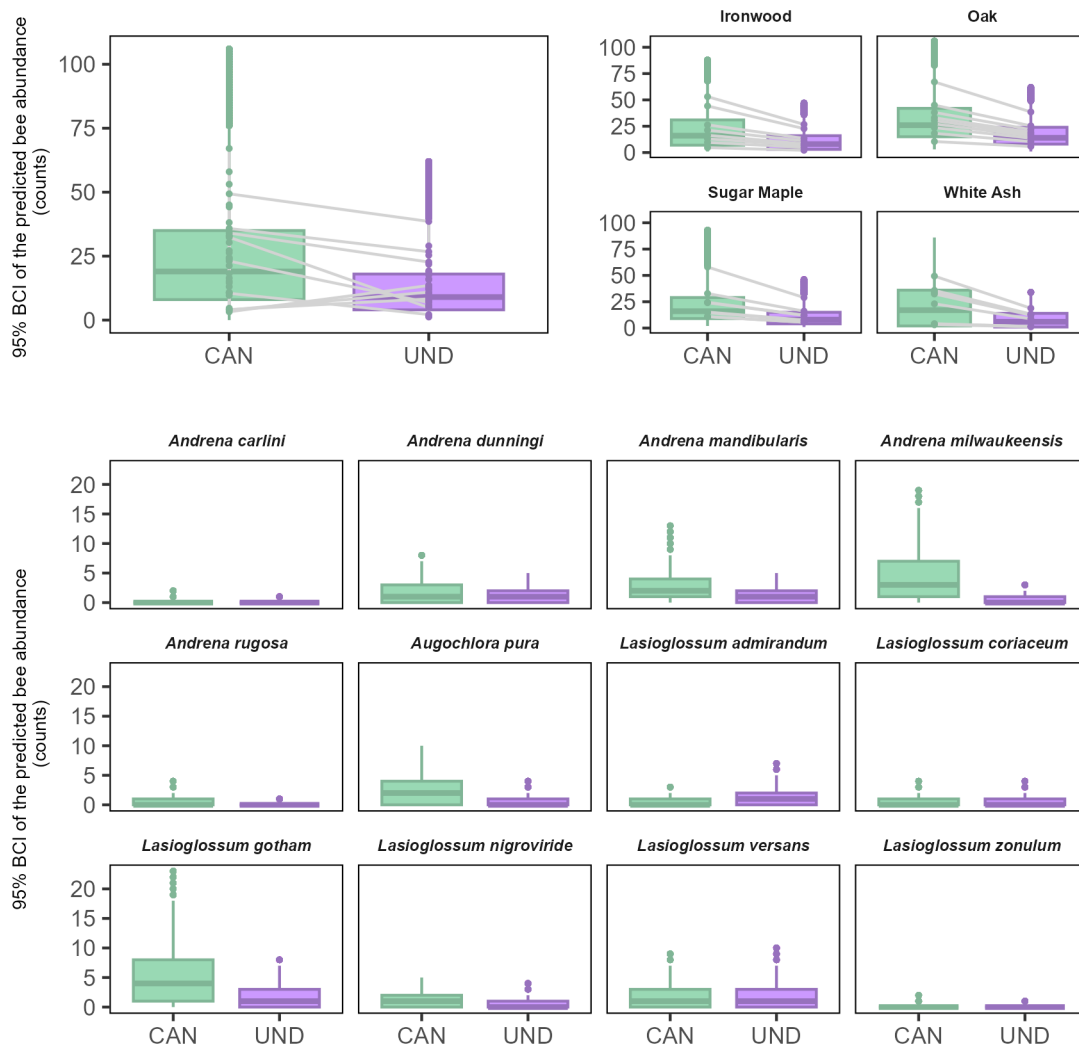 95% BCI of the predicted bee abundance
(counts)
100
75
50
25
0
CAN UND
Ironwood Oak
100
75
50
25
0
Sugar Maple White Ash
100
75
50
25
0
CAN UND CAN UND
95% BCI of the predicted bee abundance
(counts)
Andrena carlini Andrena dunningi Andrena mandibularis Andrena milwaukeensis
20
15
10
5
0
Andrena rugosa Augochlora pura Lasioglossum admirandum Lasioglossum coriaceum
20
15
10
5
0
Lasioglossum gotham Lasioglossum nigroviride Lasioglossum versans Lasioglossum zonulum
20
15
10
5
0
CAN UND CAN UND CAN UND CAN UND